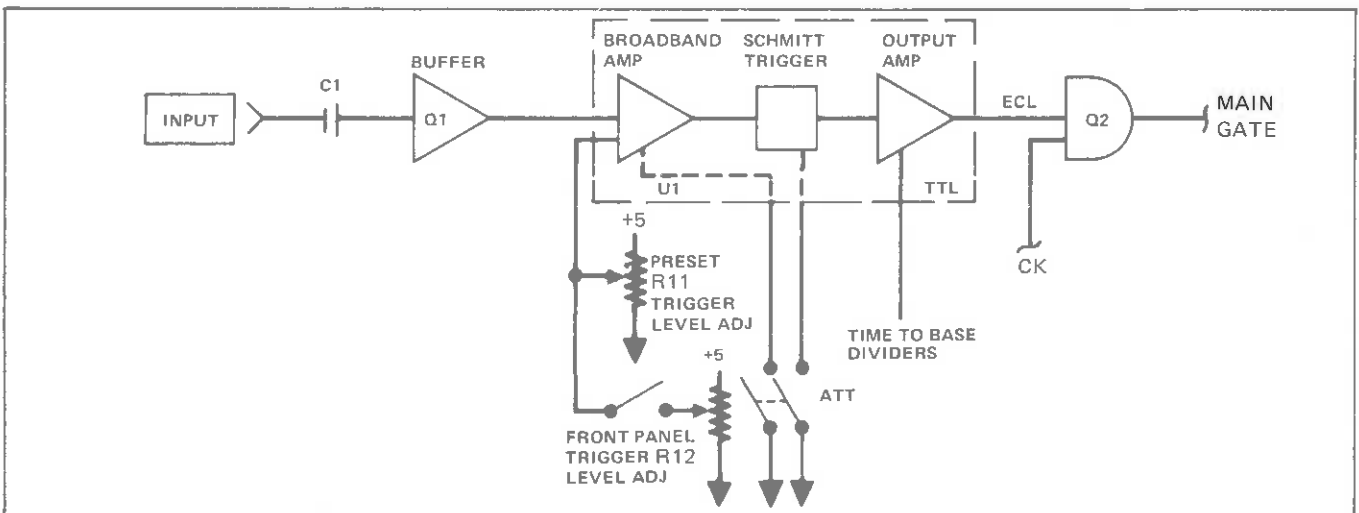 BROADBAND
AMP
SCHMITT
TRIGGER
OUTPUT
AMP
BUFFER
C1
INPUT
Q1
ECL
Q2
MAIN
GATE
U1
TTL
+5
PRESET
R11
TRIGGER
LEVEL ADJ
CK
TIME TO BASE
DIVIDERS
+5
ATT
FRONT PANEL
TRIGGER R12
LEVEL ADJ